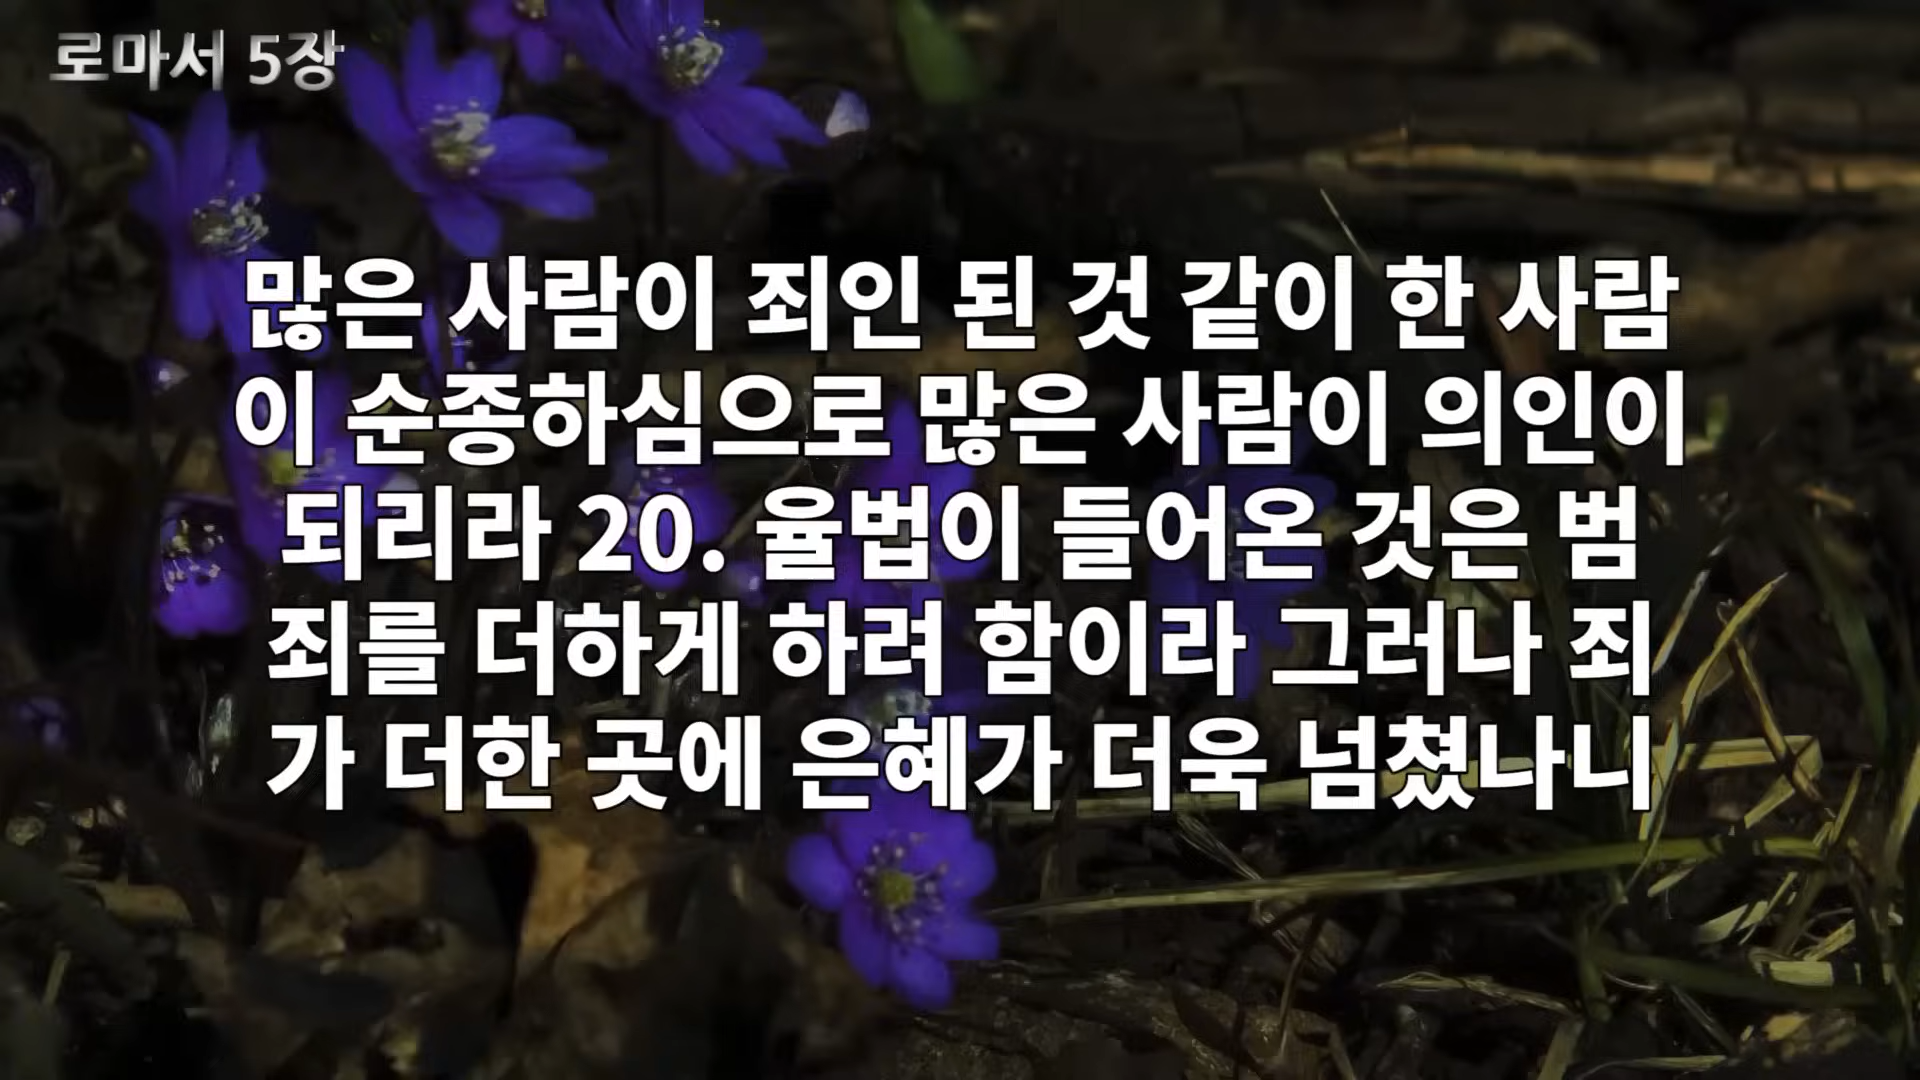 로마서 5장
많은 사람이 죄인 된 것 같이 한 사람
이 순종하심으로 많은 사람이 의인이
되리라 20. 율법이 들어온 것은 범
죄를 더하게 하려 함이라 그러나 죄
가 더한 곳에 은혜가 더욱 넘쳤나니